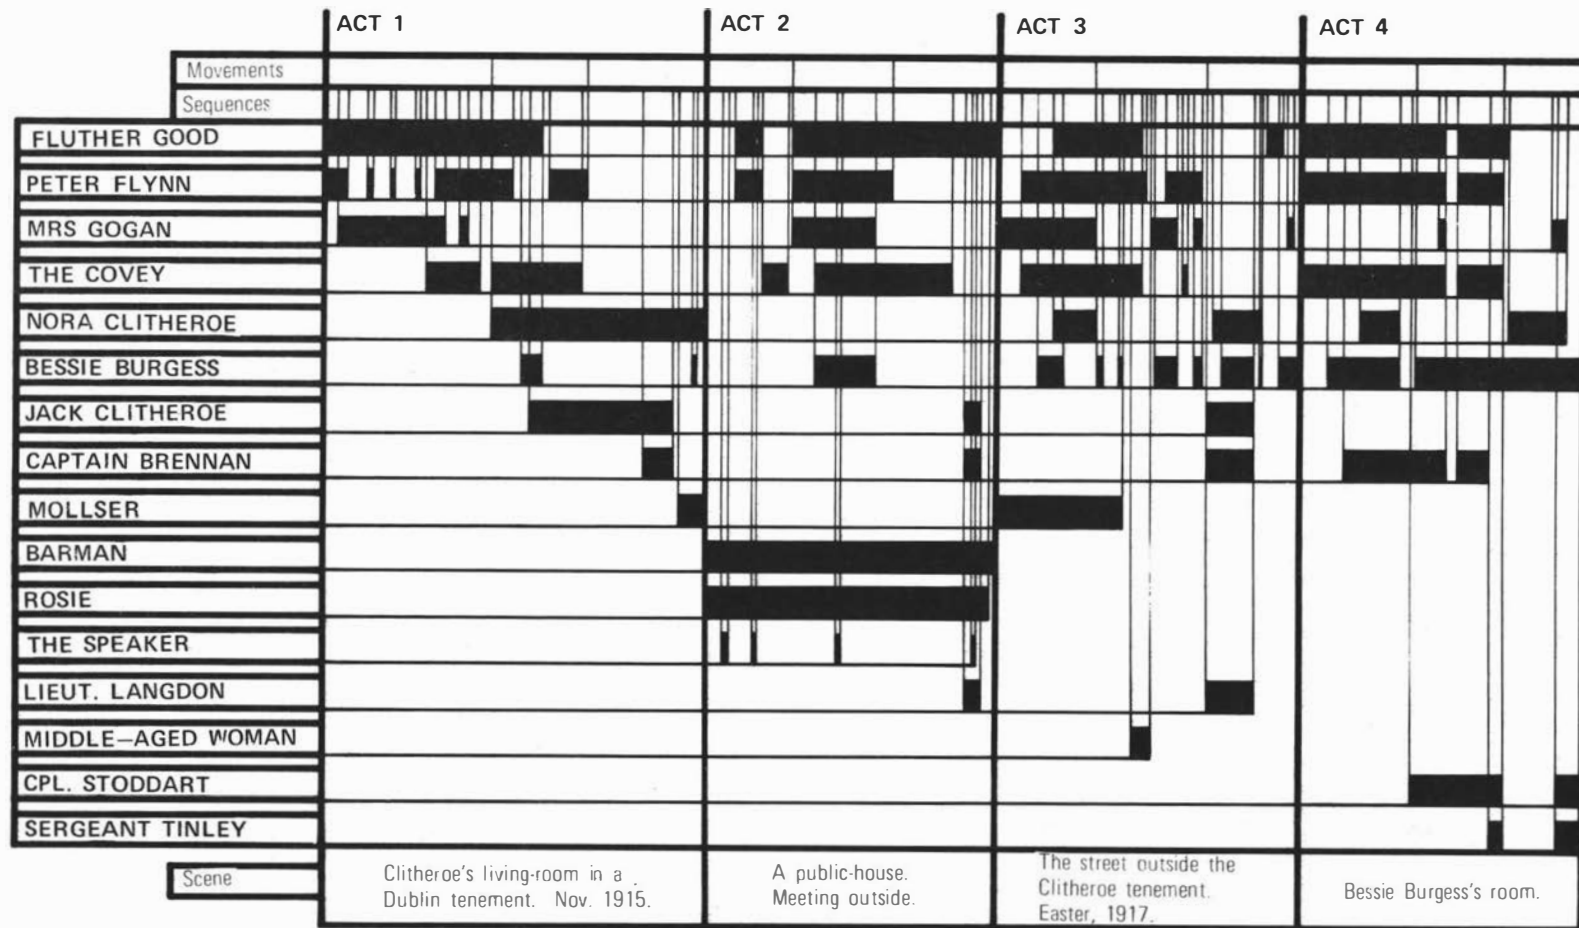 ACT 1
ACT 2
ACT 3
ACT 4
Movements
Sequences
FLUTHER GOOD
PETER FLYNN
MRS GOGAN
THE COVEY
NORA CLITHEROE
BESSIE BURGESS
JACK CLITHEROE
CAPTAIN BRENNAN
MOLLSER
BARMAN
ROSIE
THE SPEAKER
LIEUT. LANGDON
MIDDLE–AGED WOMAN
CPL. STODDART
SERGEANT TINLEY
Scene
Clitheroe's living-room in a
Dublin tenement. Nov. 1915.
A public-house.
Meeting outside.
The street outside the
Clitheroe tenement.
Easter, 1917.
Bessie Burgess's room.